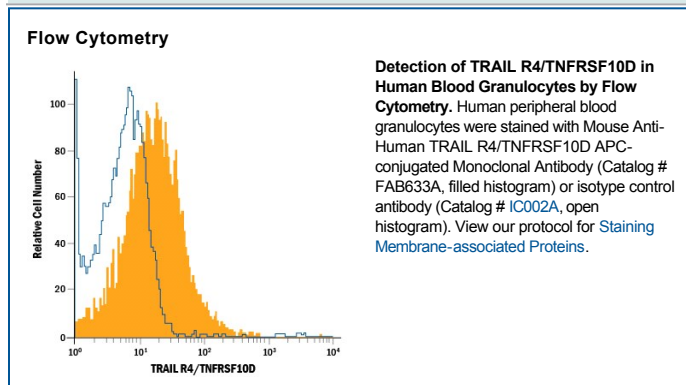 Flow Cytometry
100
80
60
40
20
0
Relative Cell Number
10⁰ 10¹ 10² 10³ 10⁴
TRAIL R4/TNFRSF10D
Detection of TRAIL R4/TNFRSF10D in
Human Blood Granulocytes by Flow
Cytometry. Human peripheral blood
granulocytes were stained with Mouse Anti-
Human TRAIL R4/TNFRSF10D APC-
conjugated Monoclonal Antibody (Catalog #
FAB633A, filled histogram) or isotype control
antibody (Catalog # IC002A, open
histogram). View our protocol for Staining
Membrane-associated Proteins.